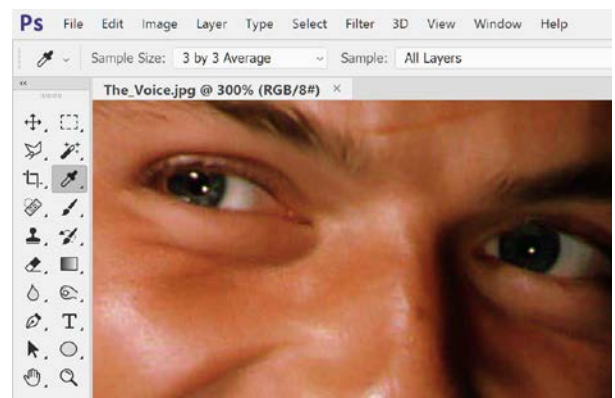 Ps File Edit Image Layer Type Select Filter 3D View Window Help
Sample Size: 3 by 3 Average Sample: All Layers
The_Voice.jpg @ 300% (RGB/8#) ×
T